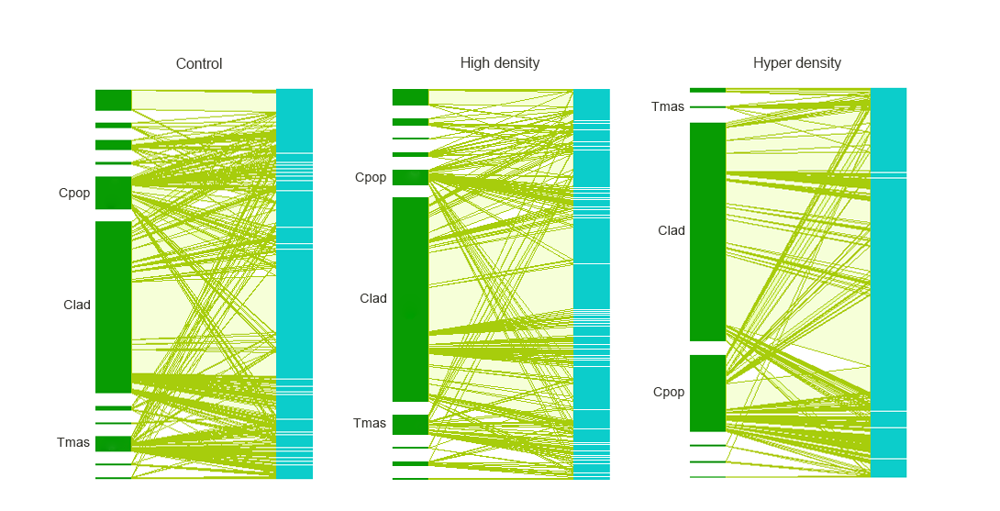 Control
High density
Hyper density
Cpop
Clad
Tmas
Cpop
Clad
Tmas
Tmas
Clad
Cpop